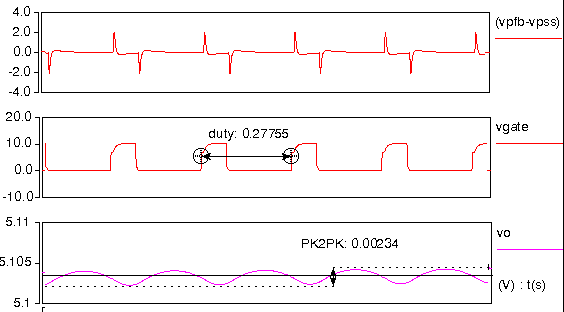 4.0
(vpfb-vpss)
2.0
0.0
-2.0
-4.0
20.0
vgate
duty: 0.27755
10.0
0.0
-10.0
5.11
vo
PK2PK: 0.00234
5.105
(V) : t(s)
5.1